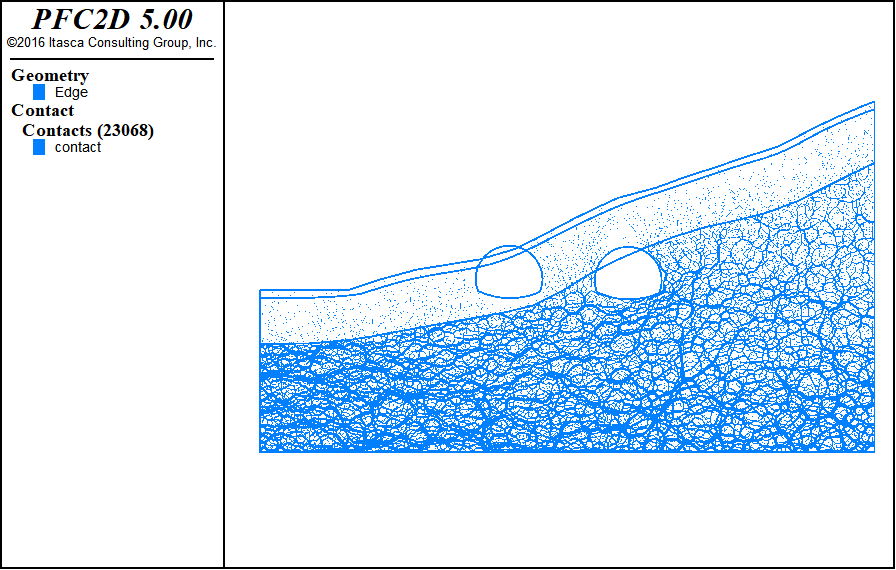 PFC2D 5.00
©2016 Itasca Consulting Group, Inc.
Geometry
Edge
Contact
Contacts (23068)
contact